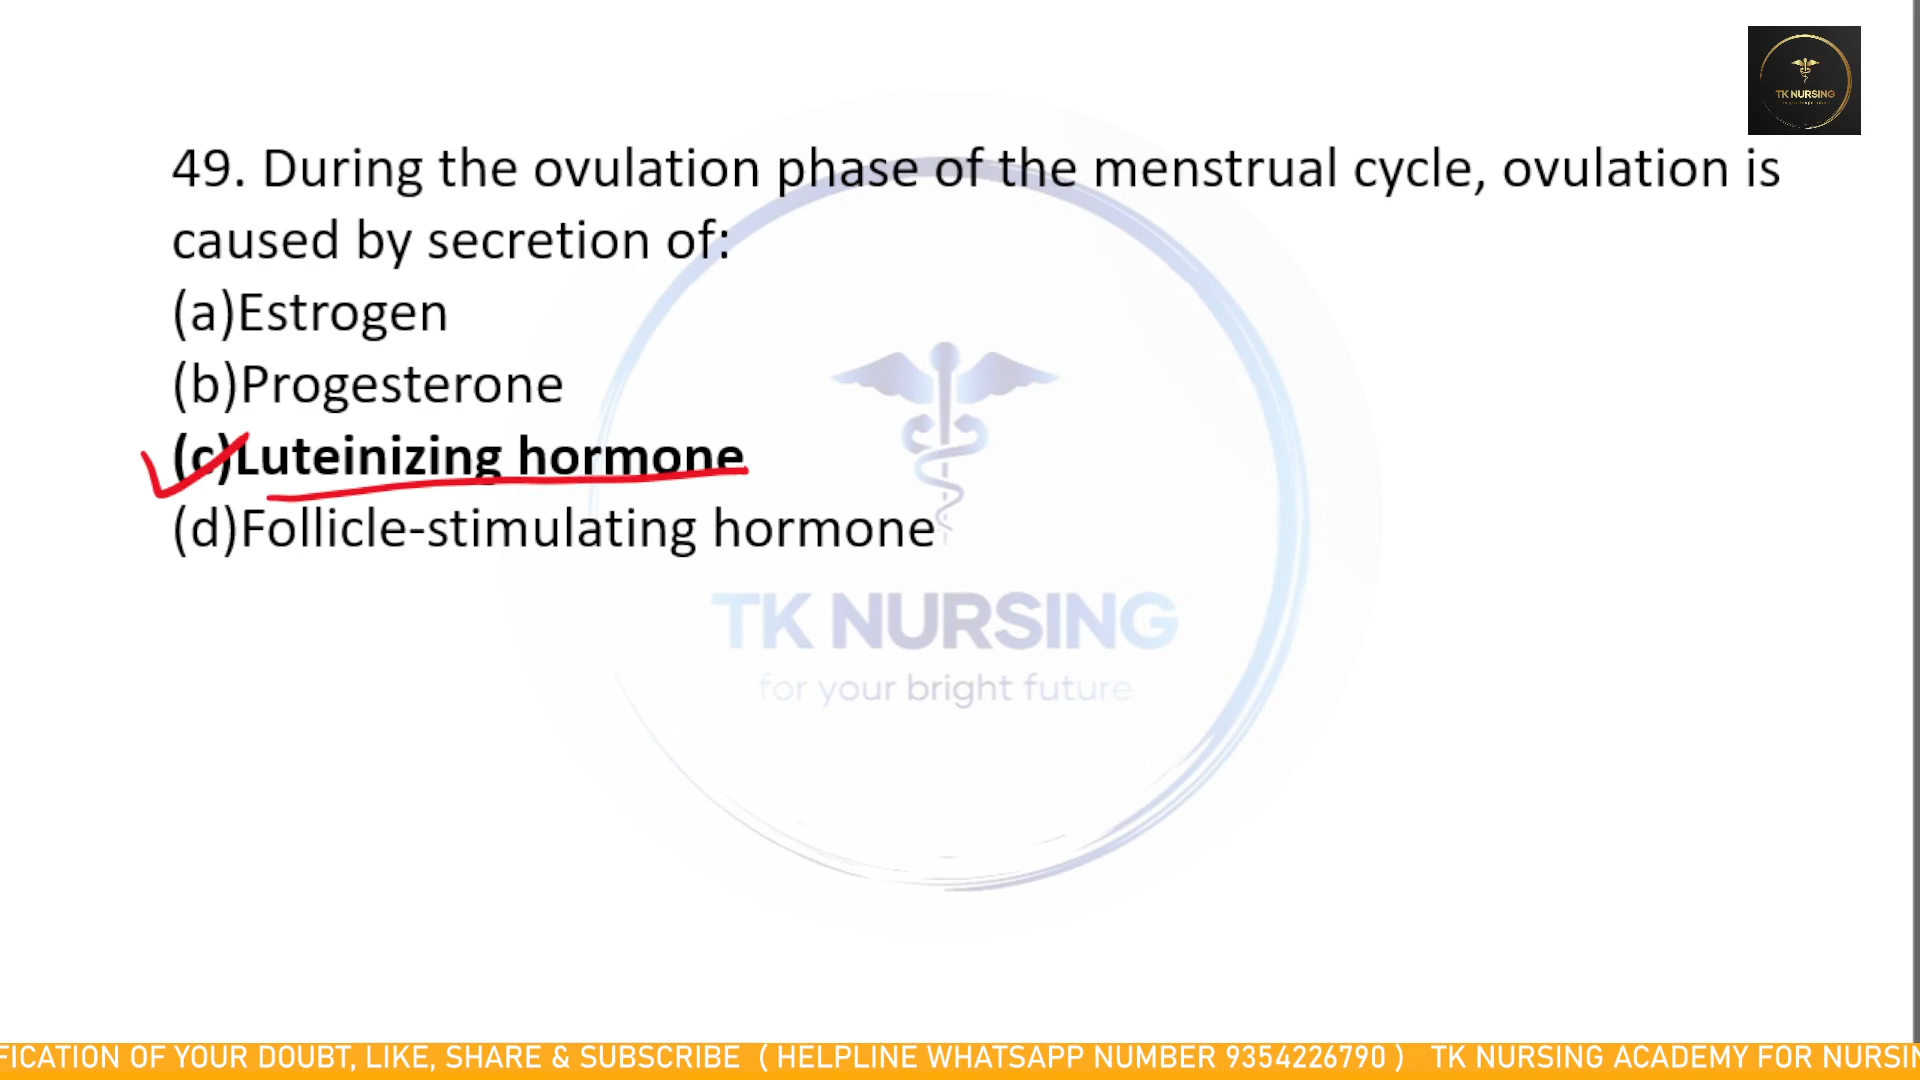 TK NURSING
49. During the ovulation phase of the menstrual cycle, ovulation is
caused by secretion of:
(a)Estrogen
(b)Progesterone
(c)Luteinizing hormone
(d)Follicle-stimulating hormone
TK NURSING
for your bright future
FICATION OF YOUR DOUBT, LIKE, SHARE & SUBSCRIBE ( HELPLINE WHATSAPP NUMBER 9354226790 ) TK NURSING ACADEMY FOR NURSIN